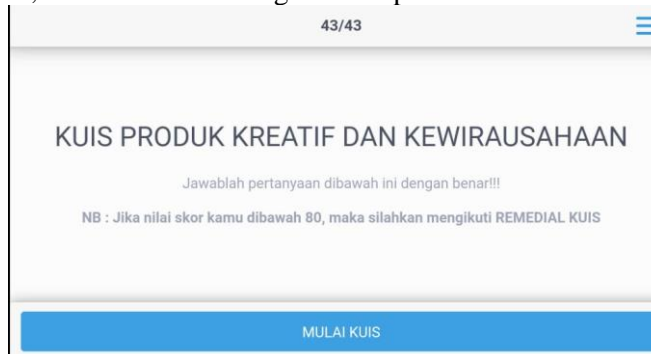 43/43
KUIS PRODUK KREATIF DAN KEWIRAUSAHAAN
Jawablah pertanyaan dibawah ini dengan benar!!!
NB : Jika nilai skor kamu dibawah 80, maka silahkan mengikuti REMEDIAL KUIS
MULAI KUIS